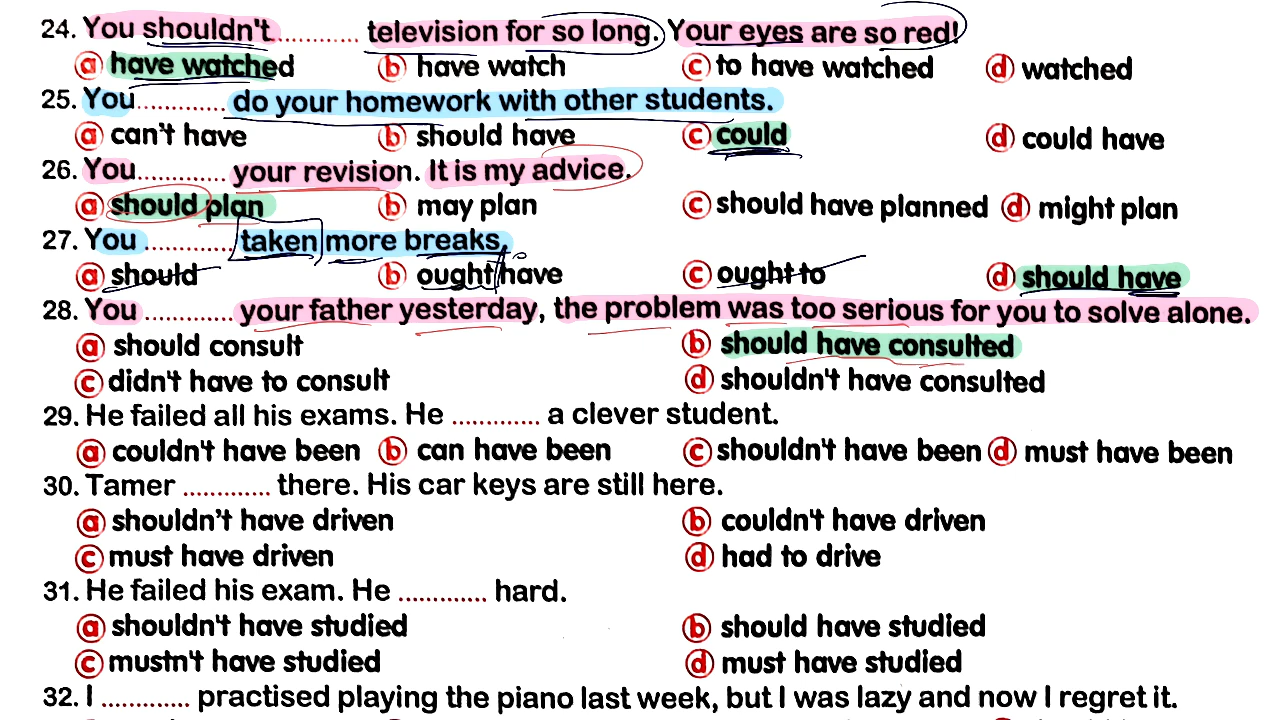 24. You shouldn't............ television for so long. Your eyes are so red!
a have watched b have watch c to have watched d watched
25. You............ do your homework with other students.
a can't have b should have c could d could have
26. You............ your revision. It is my advice.
a should plan b may plan c should have planned d might plan
27. You ............ taken more breaks.
a should b ought have c ought to d should have
28. You ............ your father yesterday, the problem was too serious for you to solve alone.
a should consult b should have consulted
c didn't have to consult d shouldn't have consulted
29. He failed all his exams. He ............ a clever student.
a couldn't have been b can have been c shouldn't have been d must have been
30. Tamer ............ there. His car keys are still here.
a shouldn't have driven b couldn't have driven
c must have driven d had to drive
31. He failed his exam. He ............ hard.
a shouldn't have studied b should have studied
c mustn't have studied d must have studied
32. I ............ practised playing the piano last week, but I was lazy and now I regret it.